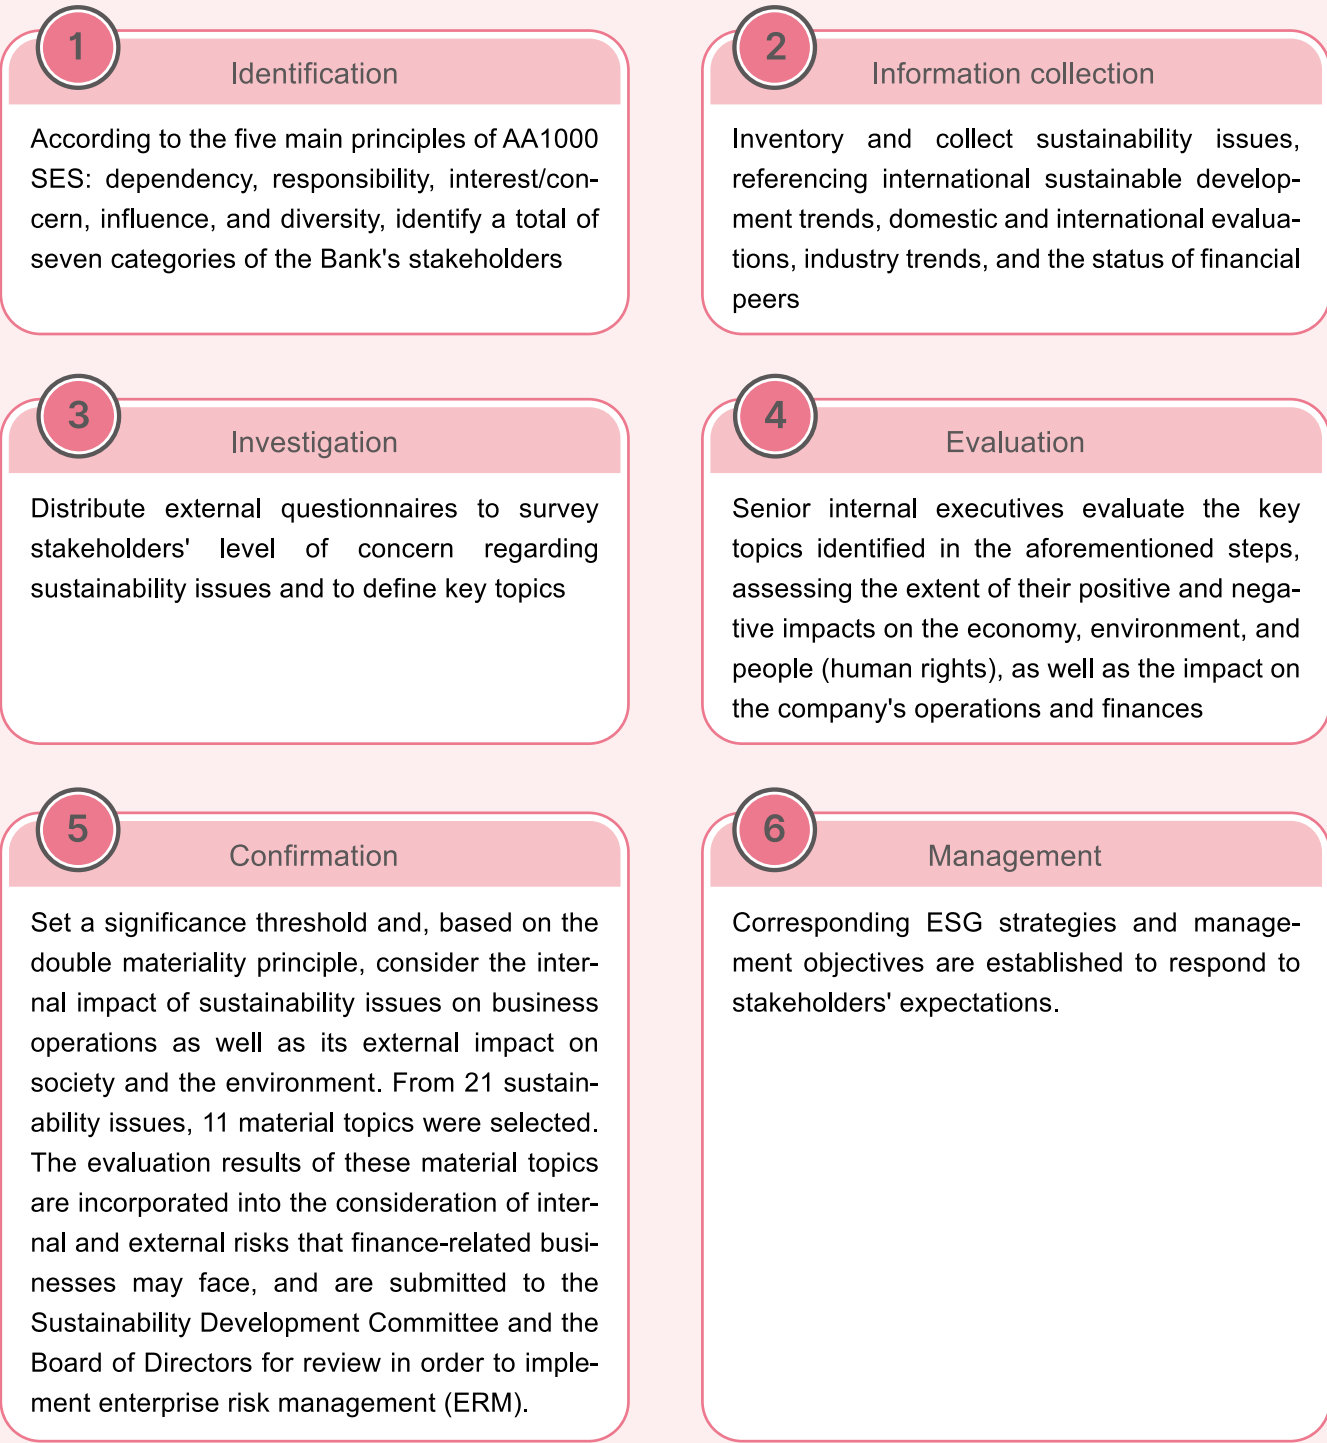 1
Identification
According to the five main principles of AA1000
SES: dependency, responsibility, interest/con-
cern, influence, and diversity, identify a total of
seven categories of the Bank's stakeholders
2
Information collection
Inventory and collect sustainability issues,
referencing international sustainable develop-
ment trends, domestic and international evalua-
tions, industry trends, and the status of financial
peers
3
Investigation
Distribute external questionnaires to survey
stakeholders' level of concern regarding
sustainability issues and to define key topics
4
Evaluation
Senior internal executives evaluate the key
topics identified in the aforementioned steps,
assessing the extent of their positive and nega-
tive impacts on the economy, environment, and
people (human rights), as well as the impact on
the company's operations and finances
5
Confirmation
Set a significance threshold and, based on the
double materiality principle, consider the inter-
nal impact of sustainability issues on business
operations as well as its external impact on
society and the environment. From 21 sustain-
ability issues, 11 material topics were selected.
The evaluation results of these material topics
are incorporated into the consideration of inter-
nal and external risks that finance-related busi-
nesses may face, and are submitted to the
Sustainability Development Committee and the
Board of Directors for review in order to imple-
ment enterprise risk management (ERM).
6
Management
Corresponding ESG strategies and manage-
ment objectives are established to respond to
stakeholders' expectations.